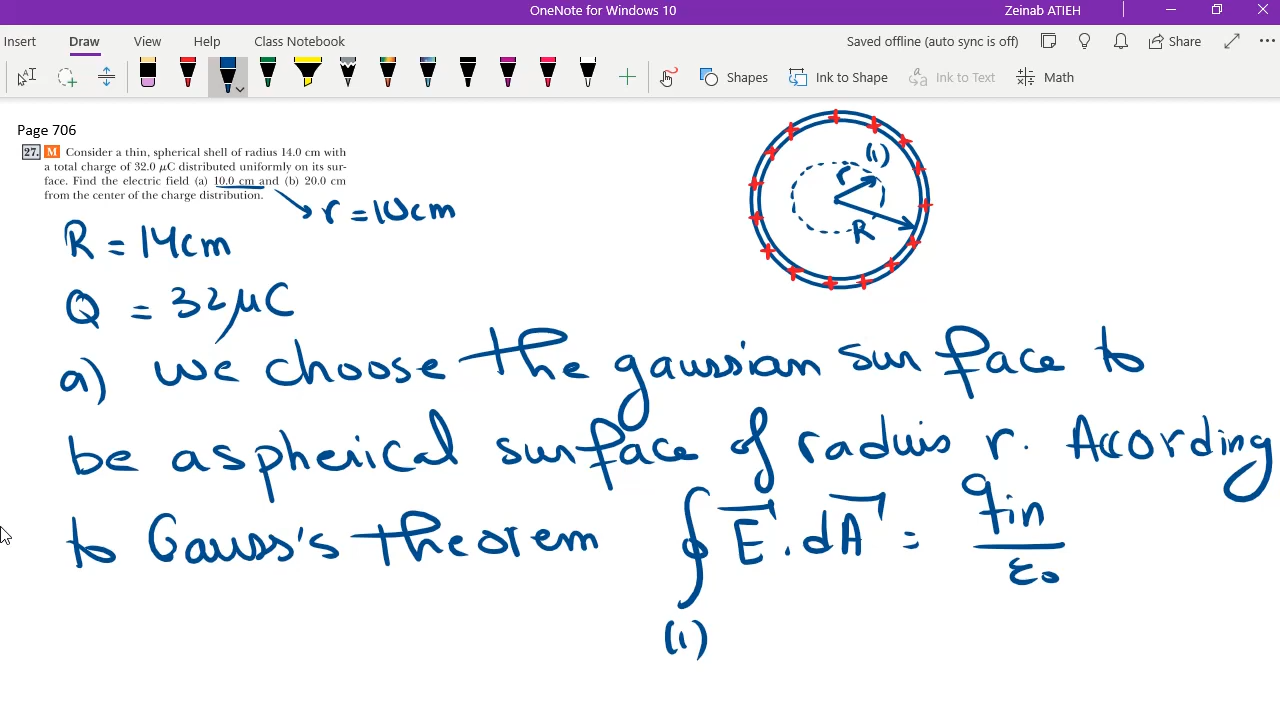 OneNote for Windows 10
Zeinab ATIEH
Insert Draw View Help Class Notebook
Saved offline (auto sync is off) Share
Shapes Ink to Shape Ink to Text Math
Page 706
27. M Consider a thin, spherical shell of radius 14.0 cm with
a total charge of 32.0 μC distributed uniformly on its sur-
face. Find the electric field (a) 10.0 cm and (b) 20.0 cm
from the center of the charge distribution.
r = 10cm
R = 14cm
Q = 32μC
(1)
r
R
a) we choose the gaussian surface to
be a spherical surface of raduis r. According
to Gauss's theorem ∮ E⃗ . dA⃗ = qin/ε0
(1)